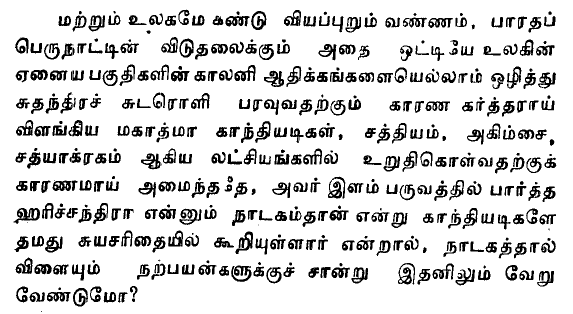 மற்றும் உலகமே கண்டு வியப்புறும் வண்ணம், பாரதப்
பெருநாட்டின் விடுதலைக்கும் அதை ஒட்டியே உலகின்
ஏனைய பகுதிகளின் காலனி ஆதிக்கங்களையெல்லாம் ஒழித்து
சுதந்திரச் சுடரொளி பரவுவதற்கும் காரண கர்த்தராய்
விளங்கிய மகாத்மா காந்தியடிகள், சத்தியம், அகிம்சை,
சத்யாக்ரகம் ஆகிய லட்சியங்களில் உறுதிகொள்வதற்குக்
காரணமாய் அமைந்ததே, அவர் இளம் பருவத்தில் பார்த்த
ஹரிச்சந்திரா என்னும் நாடகம்தான் என்று காந்தியடிகளே
தமது சுயசரிதையில் கூறியுள்ளார் என்றால், நாடகத்தால்
விளையும் நற்பயன்களுக்குச் சான்று இதனிலும் வேறு
வேண்டுமோ?